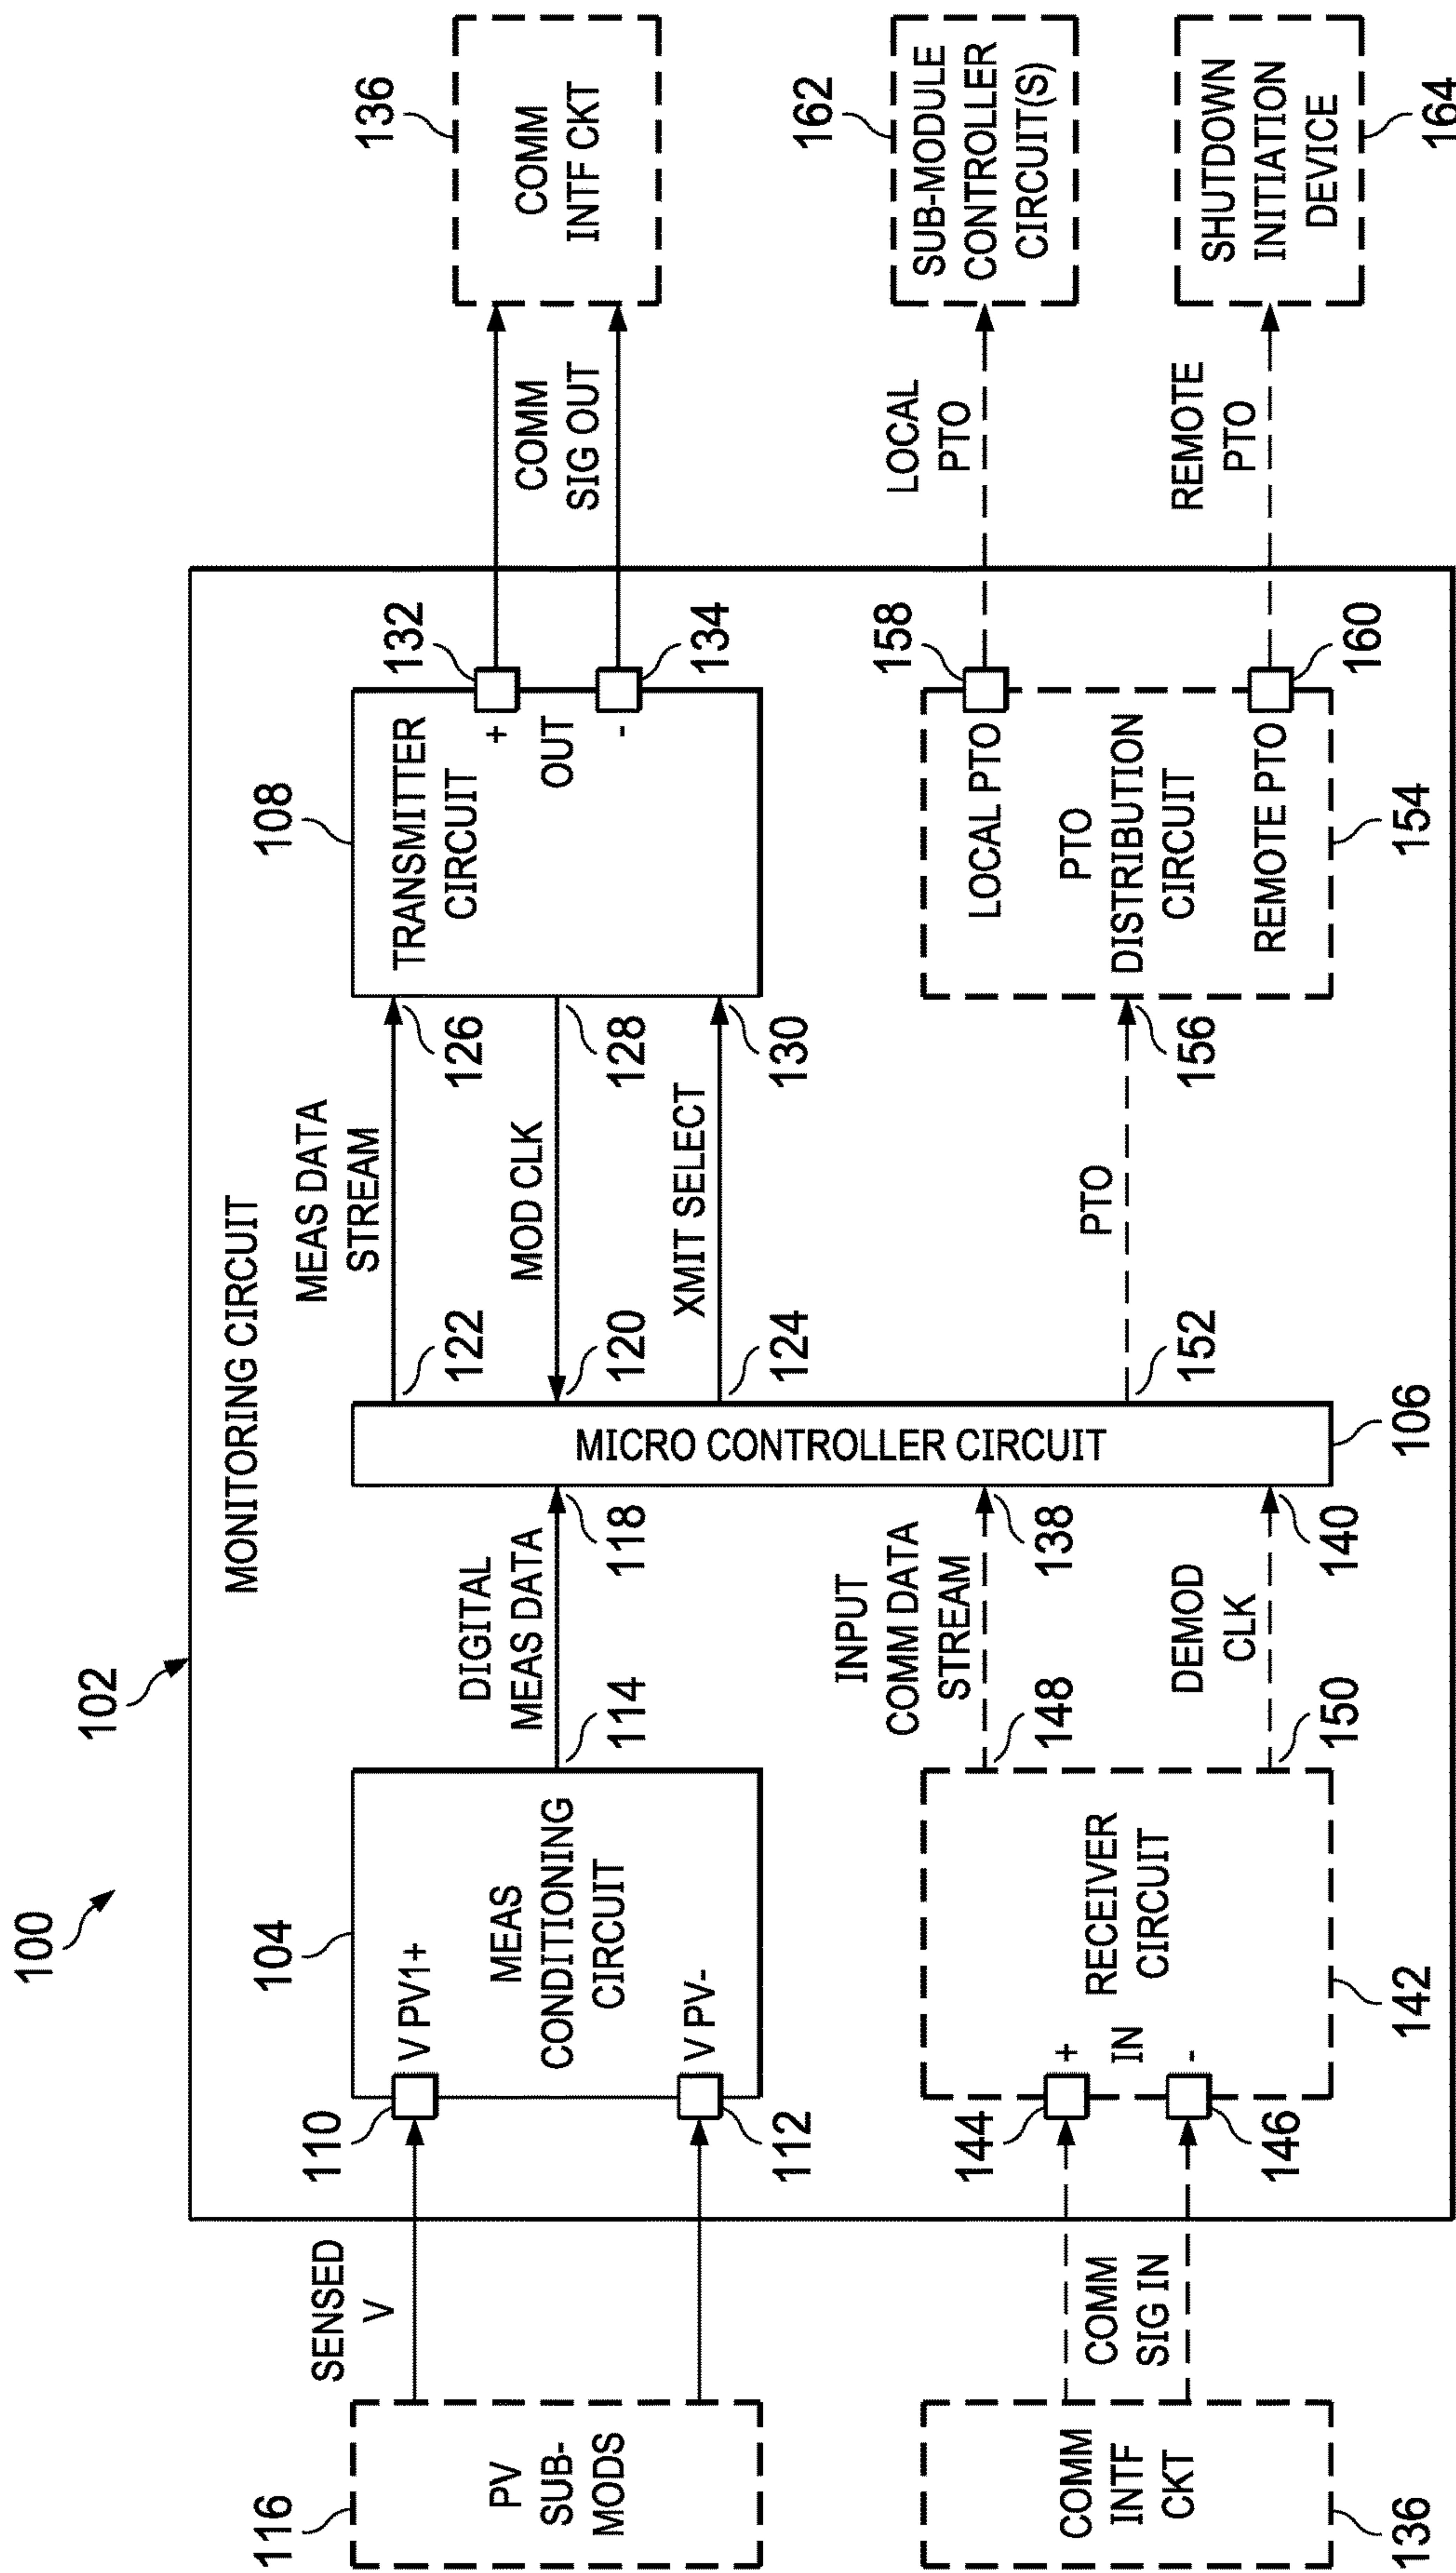 100
102
MONITORING CIRCUIT
116
PV
SUB-
MODS
SENSED
V
110
112
104
V PV1+
MEAS
CONDITIONING
CIRCUIT
V PV-
114
DIGITAL
MEAS DATA
118
122
MEAS DATA
STREAM
126
120
MOD CLK
128
124
XMIT SELECT
130
108
TRANSMITTER
CIRCUIT
+
OUT
-
132
134
COMM
SIG OUT
136
COMM
INTF CKT
MICRO CONTROLLER CIRCUIT
106
136
COMM
INTF
CKT
COMM
SIG IN
144
146
+
IN
-
RECEIVER
CIRCUIT
142
148
INPUT
COMM DATA
STREAM
138
150
DEMOD
CLK
140
152
PTO
156
LOCAL PTO
PTO
DISTRIBUTION
CIRCUIT
REMOTE PTO
154
158
160
LOCAL
PTO
REMOTE
PTO
162
SUB-MODULE
CONTROLLER
CIRCUIT(S)
SHUTDOWN
INITIATION
DEVICE
164